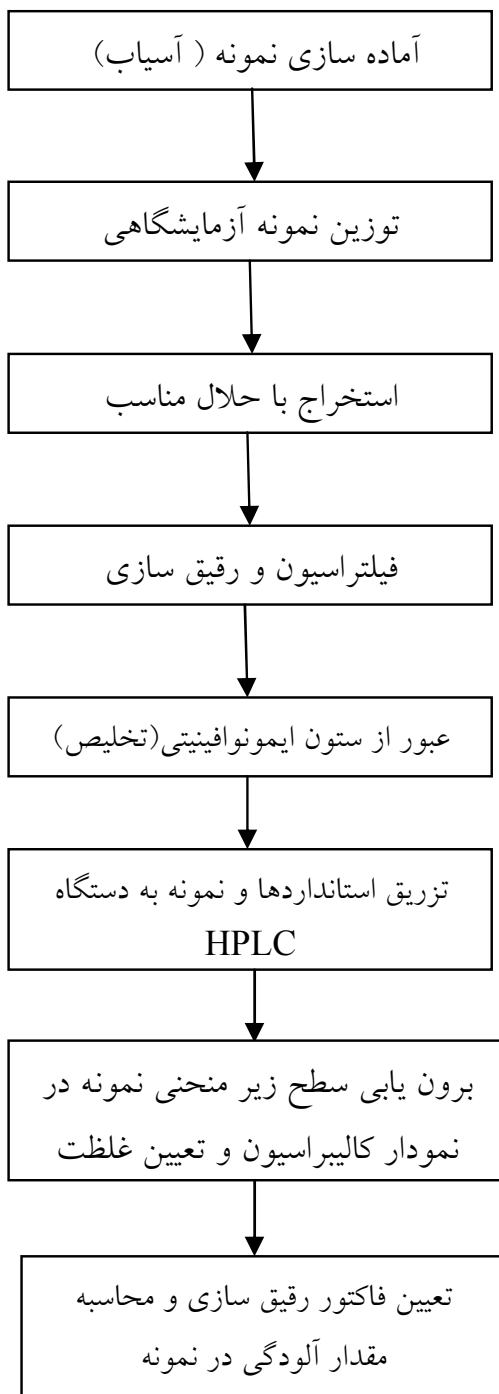 آماده سازی نمونه ( آسیاب)
توزین نمونه آزمایشگاهی
استخراج با حلال مناسب
فیلتراسیون و رقیق سازی
عبور از ستون ایمونوافینیتی(تخلیص)
تزریق استانداردها و نمونه به دستگاه
HPLC
برون یابی سطح زیر منحنی نمونه در
نمودار کالیبراسیون و تعیین غلظت
تعیین فاکتور رقیق سازی و محاسبه
مقدار آلودگی در نمونه